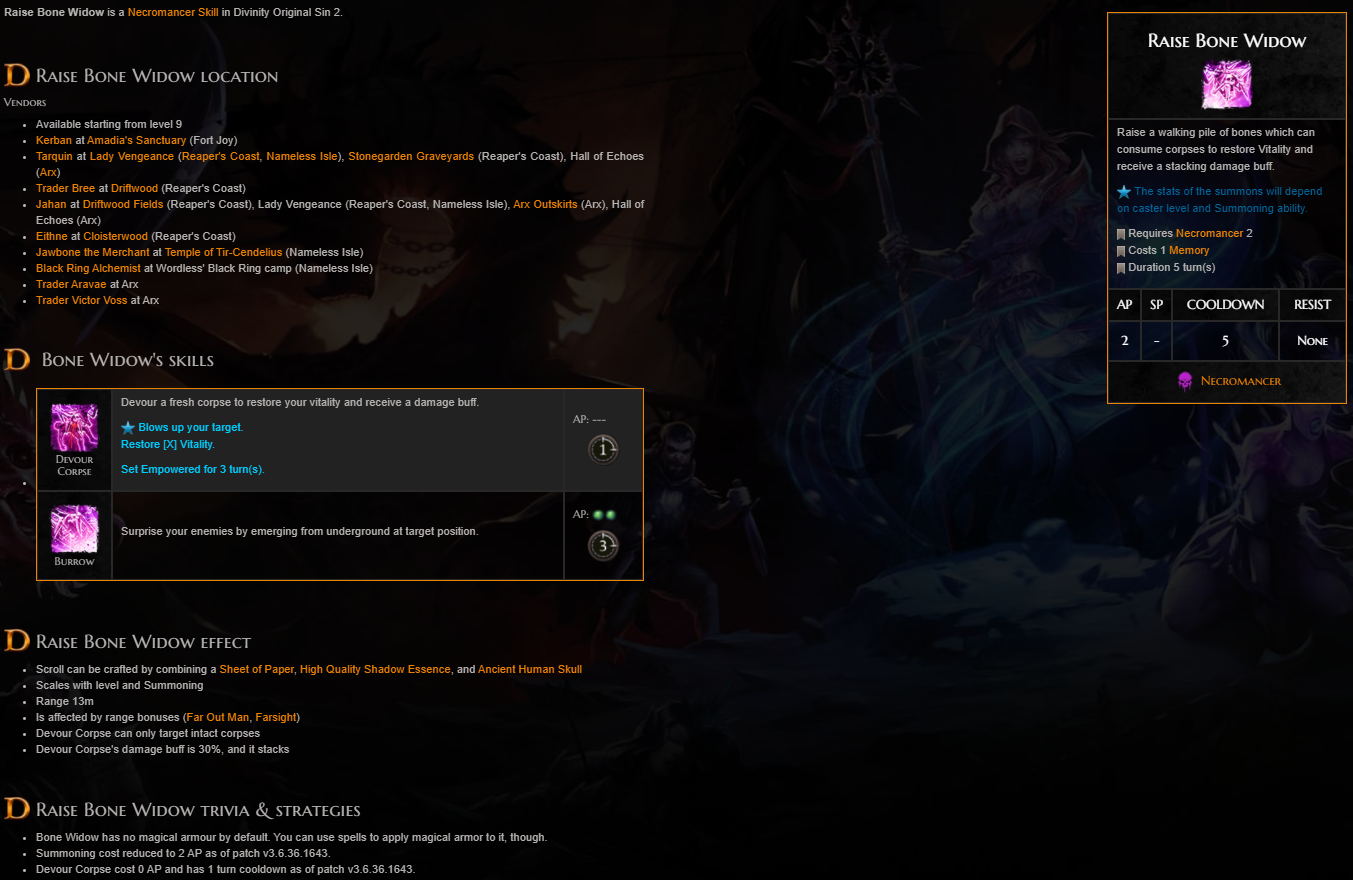 Raise Bone Widow is a Necromancer Skill in Divinity Original Sin 2.
D Raise Bone Widow location
Vendors
Available starting from level 9
Kerban at Amadia's Sanctuary (Fort Joy)
Tarquin at Lady Vengeance (Reaper's Coast, Nameless Isle), Stonegarden Graveyards (Reaper's Coast), Hall of Echoes
(Arx)
Trader Bree at Driftwood (Reaper's Coast)
Jahan at Driftwood Fields (Reaper's Coast), Lady Vengeance (Reaper's Coast, Nameless Isle), Arx Outskirts (Arx), Hall of
Echoes (Arx)
Eithne at Cloisterwood (Reaper's Coast)
Jawbone the Merchant at Temple of Tir-Cendelius (Nameless Isle)
Black Ring Alchemist at Wordless' Black Ring camp (Nameless Isle)
Trader Aravae at Arx
Trader Victor Voss at Arx
D Bone Widow's skills
Devour
Corpse
Devour a fresh corpse to restore your vitality and receive a damage buff.
Blows up your target.
Restore [X] Vitality.
Set Empowered for 3 turn(s).
AP: ---
1
Burrow
Surprise your enemies by emerging from underground at target position.
AP:
3
D Raise Bone Widow effect
Scroll can be crafted by combining a Sheet of Paper, High Quality Shadow Essence, and Ancient Human Skull
Scales with level and Summoning
Range 13m
Is affected by range bonuses (Far Out Man, Farsight)
Devour Corpse can only target intact corpses
Devour Corpse's damage buff is 30%, and it stacks
D Raise Bone Widow trivia & strategies
Bone Widow has no magical armour by default. You can use spells to apply magical armor to it, though.
Summoning cost reduced to 2 AP as of patch v3.6.36.1643.
Devour Corpse cost 0 AP and has 1 turn cooldown as of patch v3.6.36.1643.
Raise Bone Widow
Raise a walking pile of bones which can
consume corpses to restore Vitality and
receive a stacking damage buff.
The stats of the summons will depend
on caster level and Summoning ability.
Requires Necromancer 2
Costs 1 Memory
Duration 5 turn(s)
AP SP COOLDOWN RESIST
2 - 5 None
Necromancer